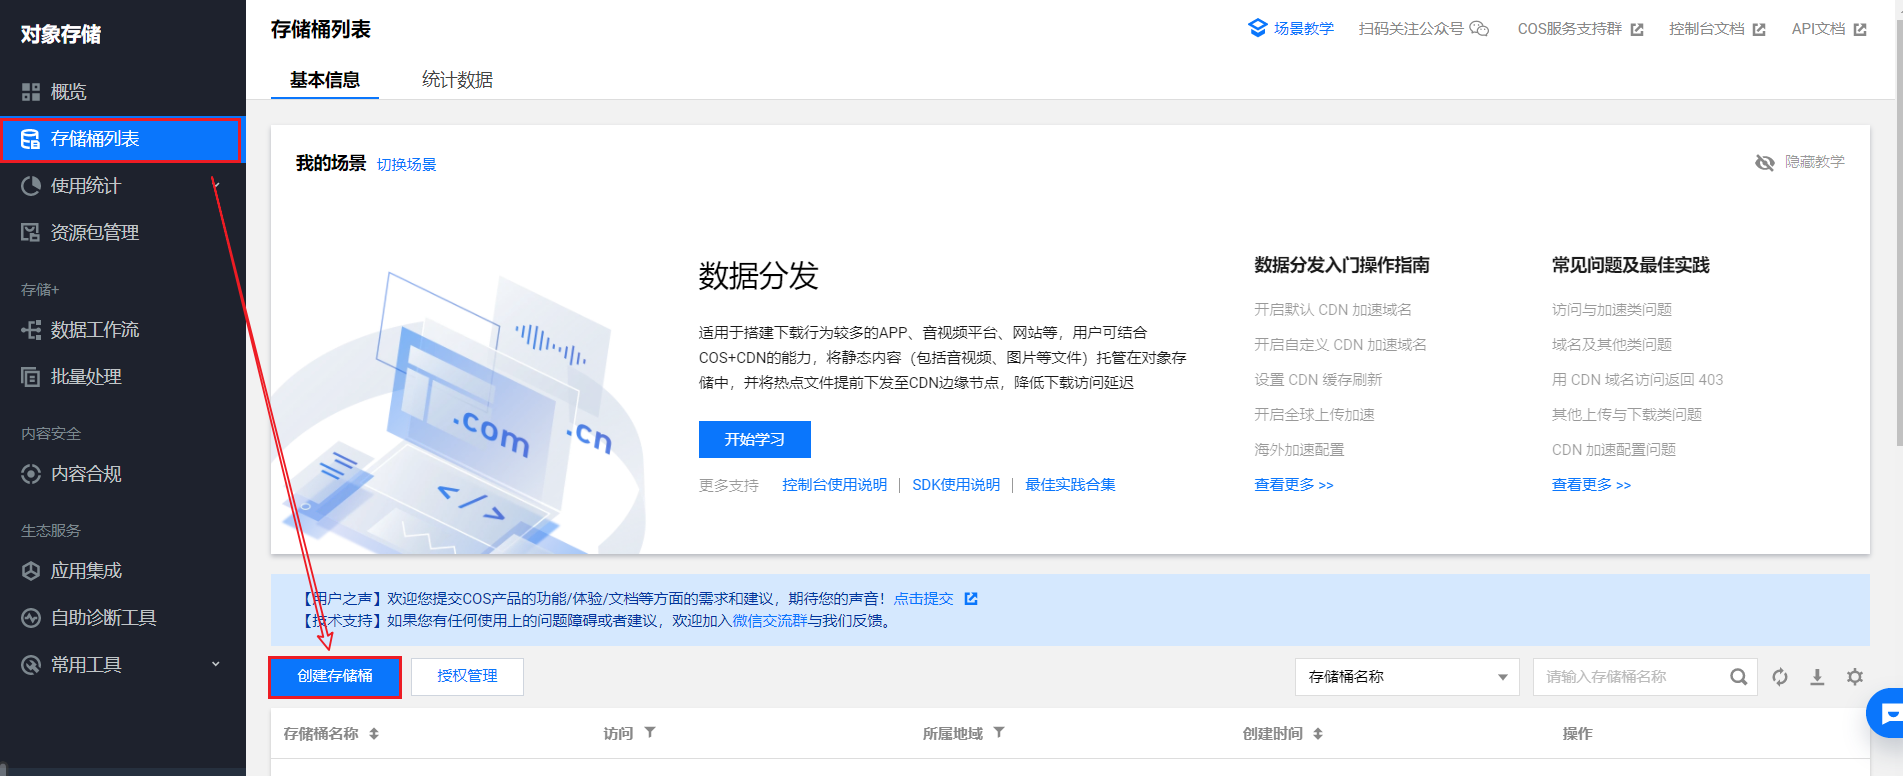 对象存储
概览
存储桶列表
使用统计
资源包管理
存储+
数据工作流
批量处理
内容安全
内容合规
生态服务
应用集成
自助诊断工具
常用工具
存储桶列表
场景教学
扫码关注公众号
COS服务支持群
控制台文档
API文档
基本信息
统计数据
我的场景 切换场景
隐藏教学
.com
.cn
</>
数据分发
适用于搭建下载行为较多的APP、音视频平台、网站等，用户可结合
COS+CDN的能力，将静态内容（包括音视频、图片等文件）托管在对象存
储中，并将热点文件提前下发至CDN边缘节点，降低下载访问延迟
开始学习
更多支持 控制台使用说明 | SDK使用说明 | 最佳实践合集
数据分发入门操作指南
开启默认 CDN 加速域名
开启自定义 CDN 加速域名
设置 CDN 缓存刷新
开启全球上传加速
海外加速配置
查看更多 >>
常见问题及最佳实践
访问与加速类问题
域名及其他类问题
用 CDN 域名访问返回 403
其他上传与下载类问题
CDN 加速配置问题
查看更多 >>
【用户之声】欢迎您提交COS产品的功能/体验/文档等方面的需求和建议，期待您的声音！点击提交
【技术支持】如果您有任何使用上的问题障碍或者建议，欢迎加入微信交流群与我们反馈。
创建存储桶
授权管理
存储桶名称
请输入存储桶名称
存储桶名称 访问 所属地域 创建时间 操作